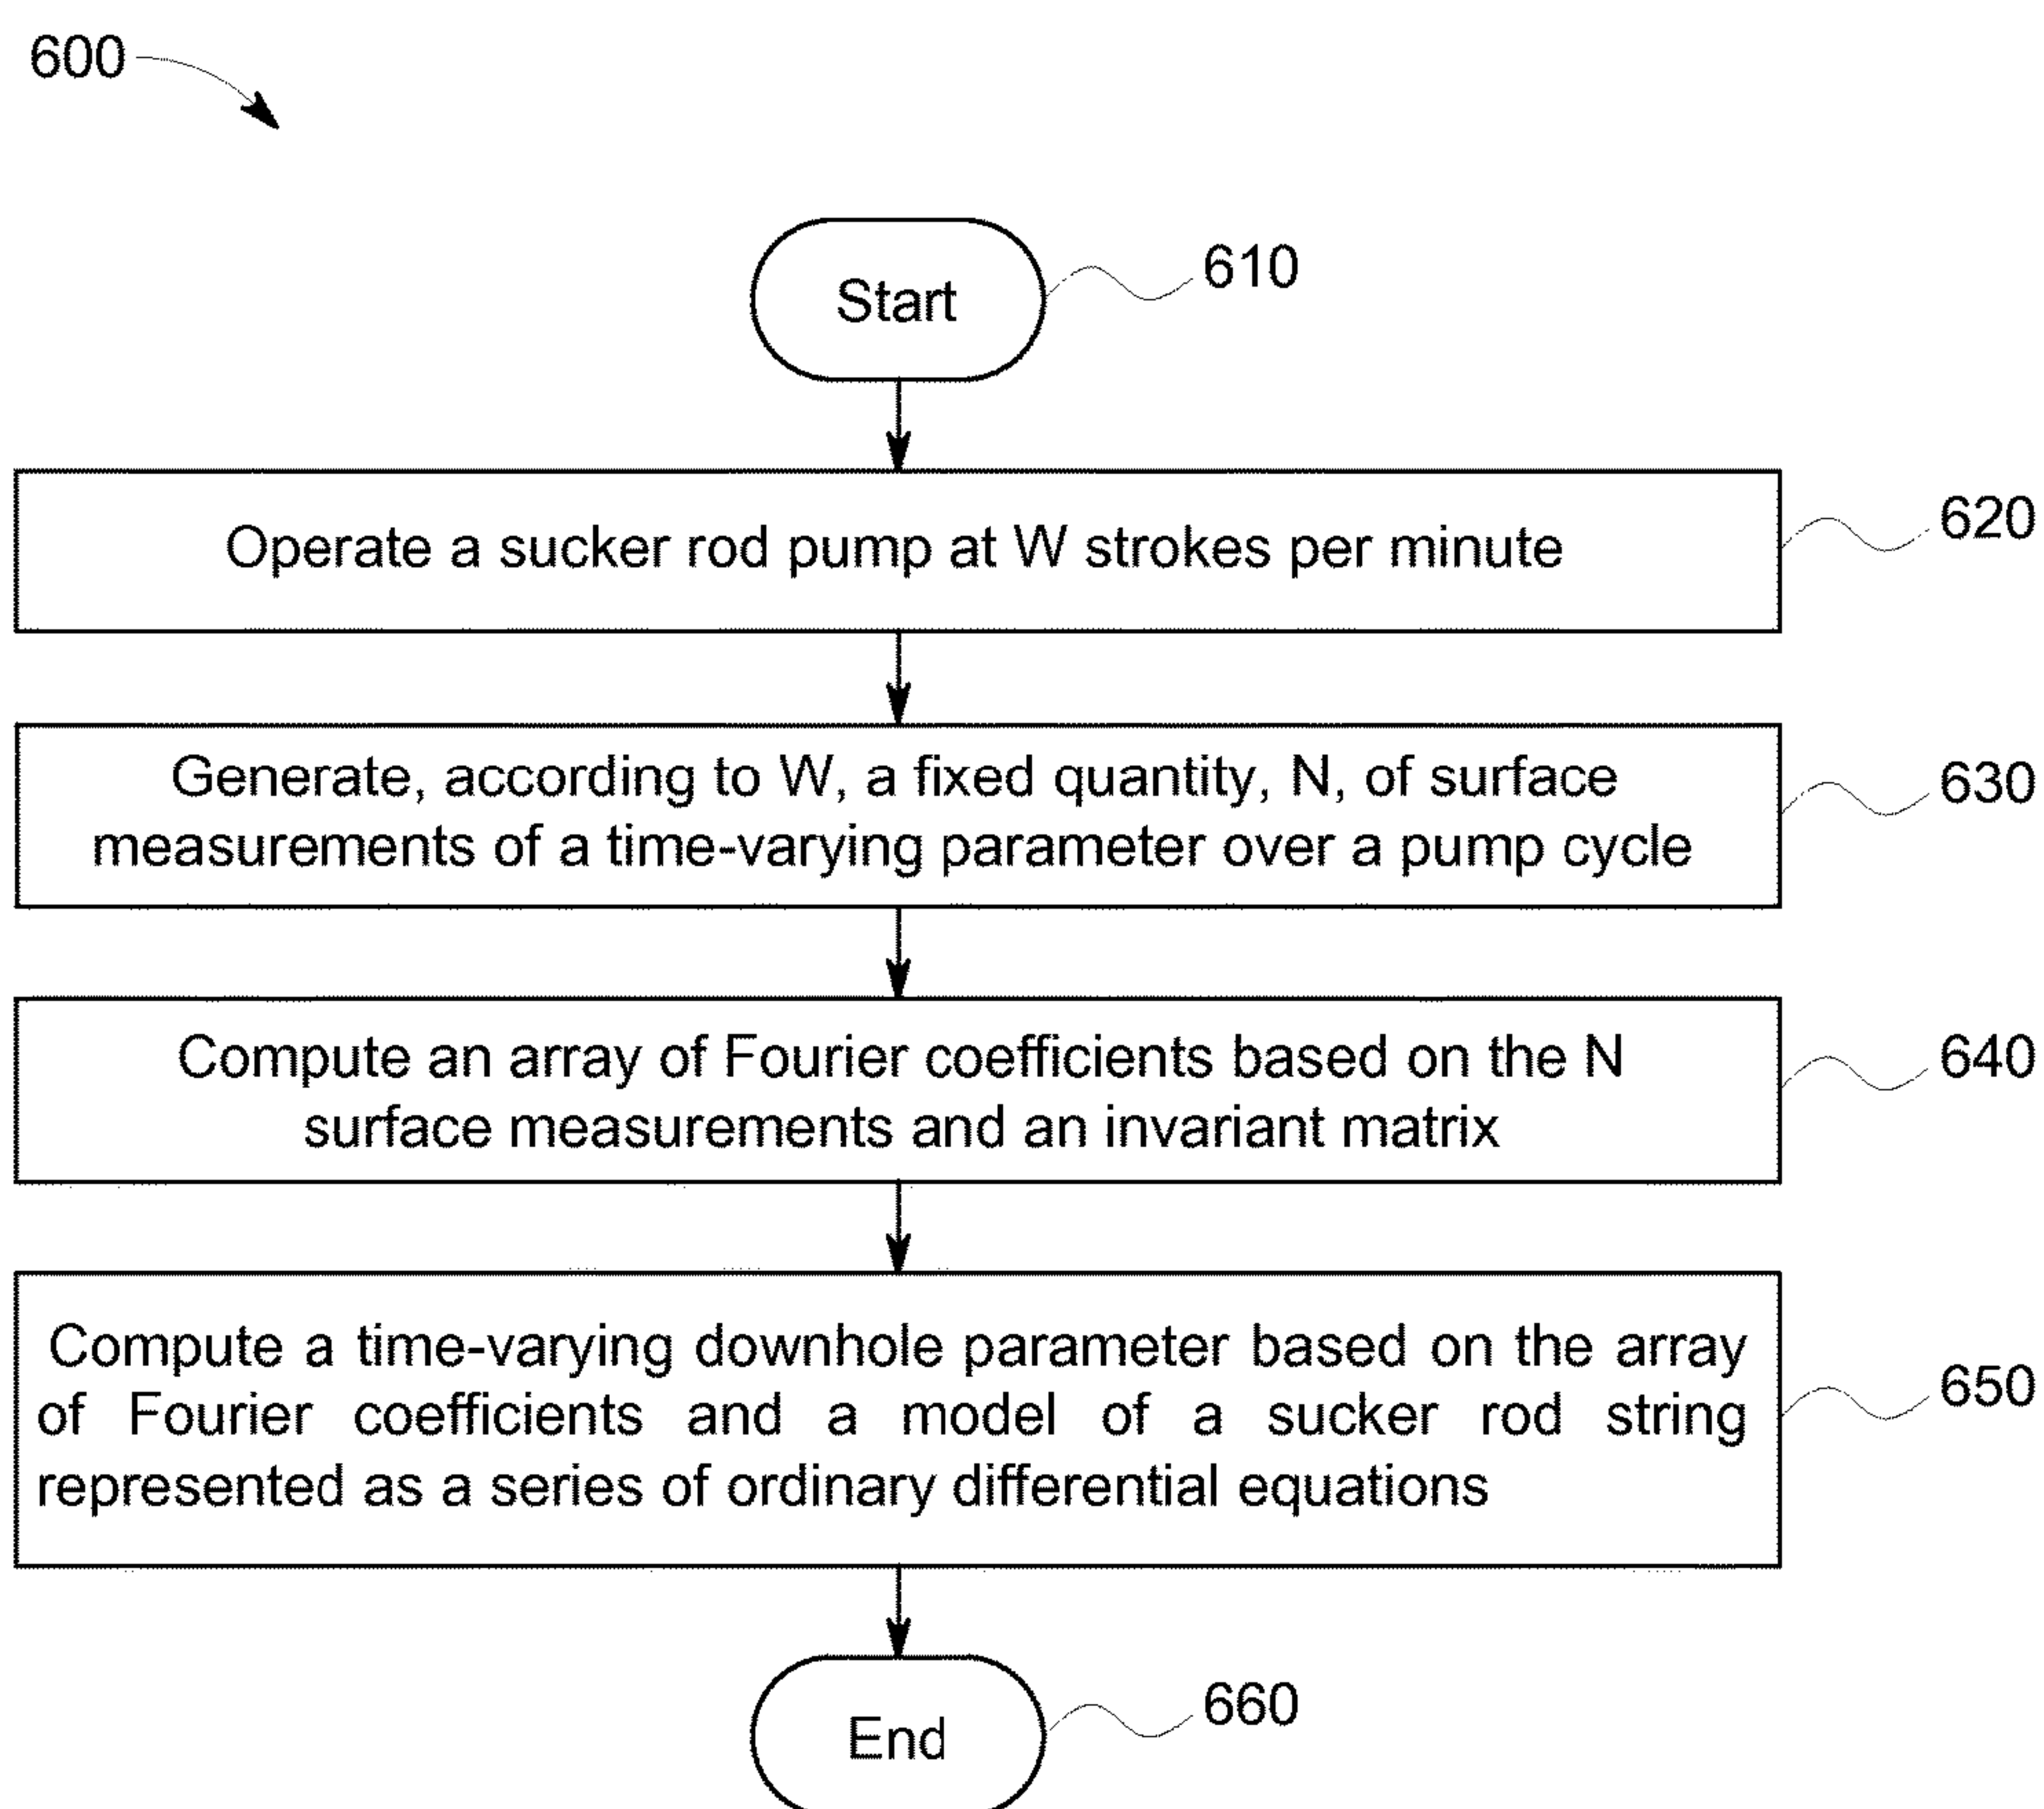 600
Start
610
Operate a sucker rod pump at W strokes per minute
620
Generate, according to W, a fixed quantity, N, of surface
measurements of a time-varying parameter over a pump cycle
630
Compute an array of Fourier coefficients based on the N
surface measurements and an invariant matrix
640
Compute a time-varying downhole parameter based on the array
of Fourier coefficients and a model of a sucker rod string
represented as a series of ordinary differential equations
650
End
660